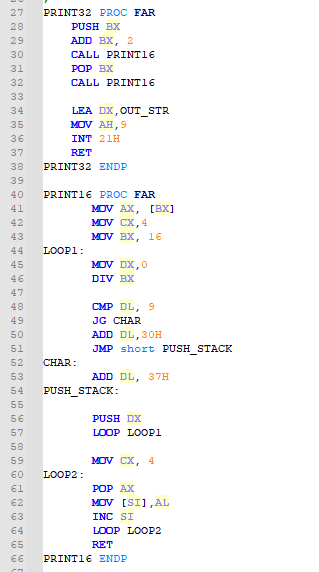 27 PRINT32 PROC FAR
28 PUSH BX
29 ADD BX, 2
30 CALL PRINT16
31 POP BX
32 CALL PRINT16
33
34 LEA DX,OUT_STR
35 MOV AH,9
36 INT 21H
37 RET
38 PRINT32 ENDP
39
40 PRINT16 PROC FAR
41 MOV AX, [BX]
42 MOV CX,4
43 MOV BX, 16
44 LOOP1:
45 MOV DX,0
46 DIV BX
47
48 CMP DL, 9
49 JG CHAR
50 ADD DL,30H
51 JMP short PUSH_STACK
52 CHAR:
53 ADD DL, 37H
54 PUSH_STACK:
55
56 PUSH DX
57 LOOP LOOP1
58
59 MOV CX, 4
60 LOOP2:
61 POP AX
62 MOV [SI],AL
63 INC SI
64 LOOP LOOP2
65 RET
66 PRINT16 ENDP